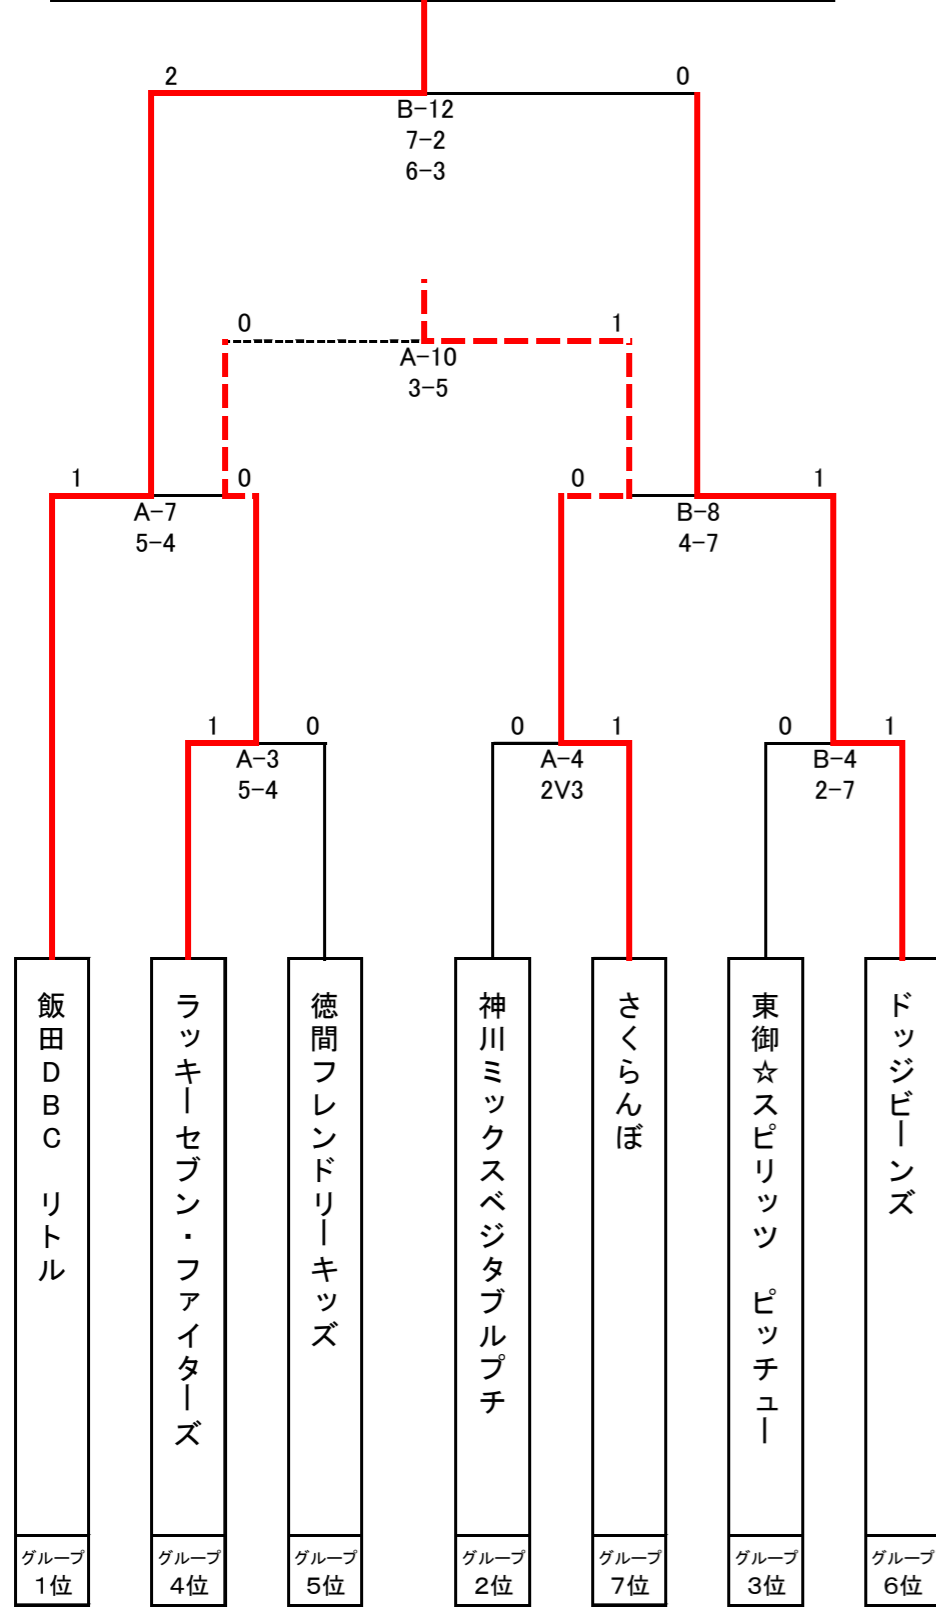 2
0
B-12
7-2
6-3
0
1
A-10
3-5
1
0
0
1
A-7
5-4
B-8
4-7
1
0
0
1
0
1
A-3
5-4
A-4
2V3
B-4
2-7
飯田DBC　リトル
ラッキーセブン・ファイターズ
徳間フレンドリーキッズ
神川ミックスベジタブルプチ
さくらんぼ
東御☆スピリッツ　ピッチュー
ドッジビーンズ
グループ
1位
グループ
4位
グループ
5位
グループ
2位
グループ
7位
グループ
3位
グループ
6位